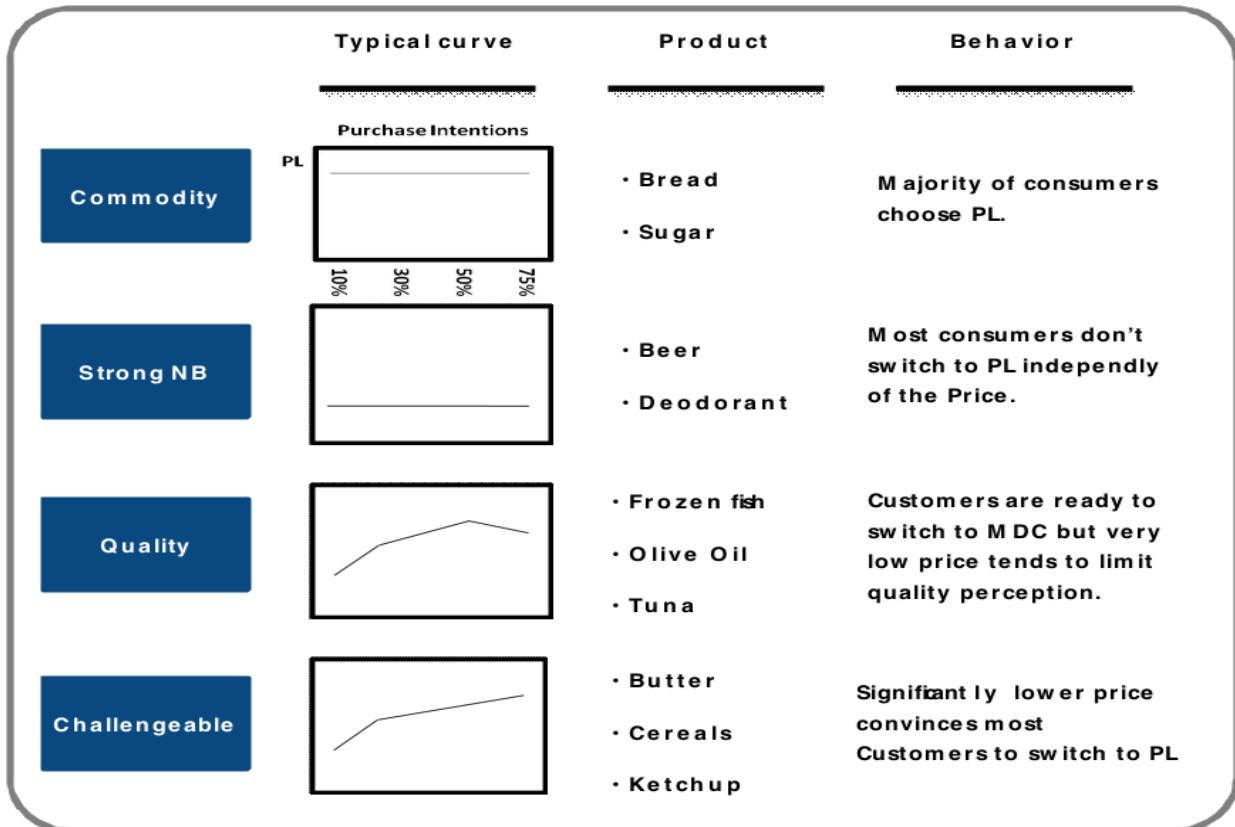 Typical curve
Product
Behavior
Purchase Intentions
PL
Commodity
· Bread
· Sugar
Majority of consumers
choose PL.
10%
30%
50%
75%
Strong NB
· Beer
· Deodorant
Most consumers don’t
switch to PL independly
of the Price.
Quality
· Frozen fish
· Olive Oil
· Tuna
Customers are ready to
switch to MDC but very
low price tends to limit
quality perception.
Challengeable
· Butter
· Cereals
· Ketchup
Significantly lower price
convinces most
Customers to switch to PL